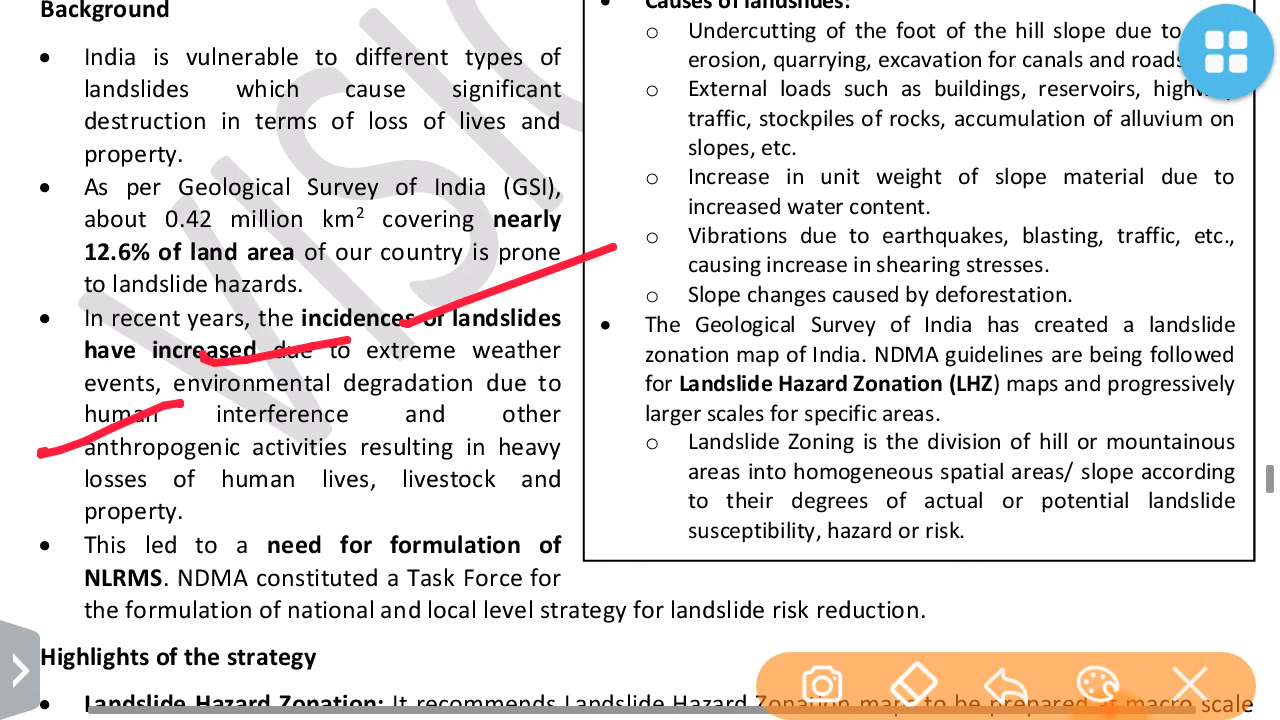 Background
• India is vulnerable to different types of
landslides which cause significant
destruction in terms of loss of lives and
property.
• As per Geological Survey of India (GSI),
about 0.42 million km² covering nearly
12.6% of land area of our country is prone
to landslide hazards.
• In recent years, the incidences of landslides
have increased due to extreme weather
events, environmental degradation due to
human interference and other
anthropogenic activities resulting in heavy
losses of human lives, livestock and
property.
• This led to a need for formulation of
NLRMS. NDMA constituted a Task Force for
the formulation of national and local level strategy for landslide risk reduction.
• Causes of landslides:
o Undercutting of the foot of the hill slope due to
erosion, quarrying, excavation for canals and roads
o External loads such as buildings, reservoirs, highway
traffic, stockpiles of rocks, accumulation of alluvium on
slopes, etc.
o Increase in unit weight of slope material due to
increased water content.
o Vibrations due to earthquakes, blasting, traffic, etc.,
causing increase in shearing stresses.
o Slope changes caused by deforestation.
• The Geological Survey of India has created a landslide
zonation map of India. NDMA guidelines are being followed
for Landslide Hazard Zonation (LHZ) maps and progressively
larger scales for specific areas.
o Landslide Zoning is the division of hill or mountainous
areas into homogeneous spatial areas/ slope according
to their degrees of actual or potential landslide
susceptibility, hazard or risk.
Highlights of the strategy
• Landslide Hazard Zonation: It recommends Landslide Hazard Zonation maps to be prepared at macro scale
VISIO